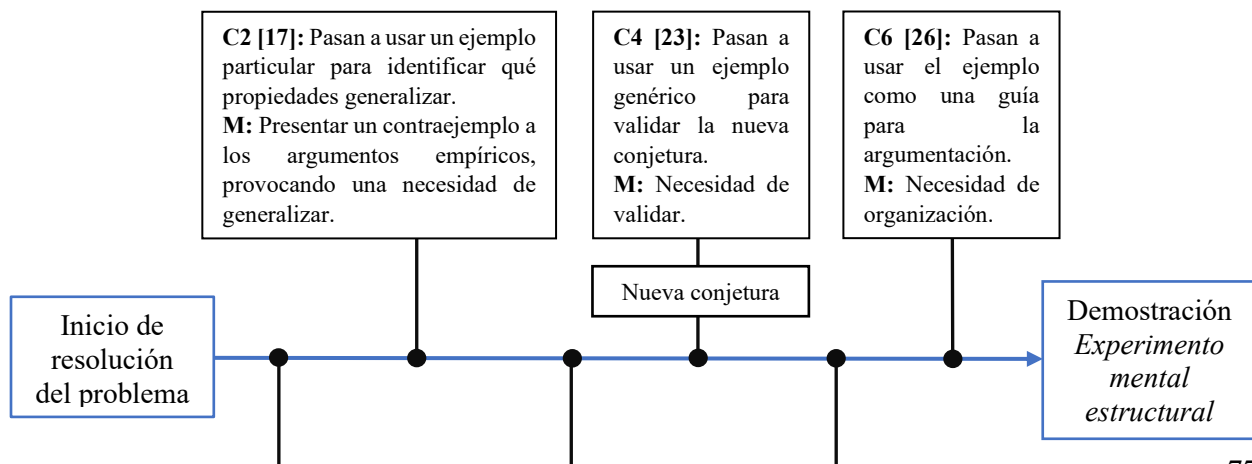 C2 [17]: Pasan a usar un ejemplo
particular para identificar qué
propiedades generalizar.
M: Presentar un contraejemplo a
los argumentos empíricos,
provocando una necesidad de
generalizar.
C4 [23]: Pasan a
usar un ejemplo
genérico para
validar la nueva
conjetura.
M: Necesidad de
validar.
C6 [26]: Pasan a
usar el ejemplo
como una guía
para la
argumentación.
M: Necesidad de
organización.
Nueva conjetura
Inicio de
resolución
del problema
Demostración
Experimento
mental
estructural